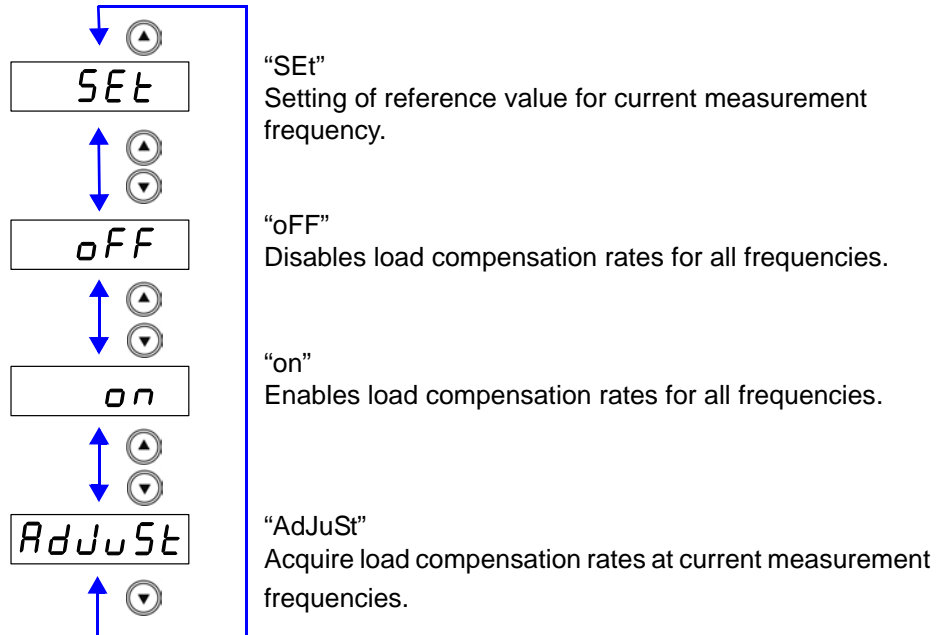 SEt
“SEt”
Setting of reference value for current measurement
frequency.
oFF
“oFF”
Disables load compensation rates for all frequencies.
on
“on”
Enables load compensation rates for all frequencies.
AdJuSt
“AdJuSt”
Acquire load compensation rates at current measurement
frequencies.